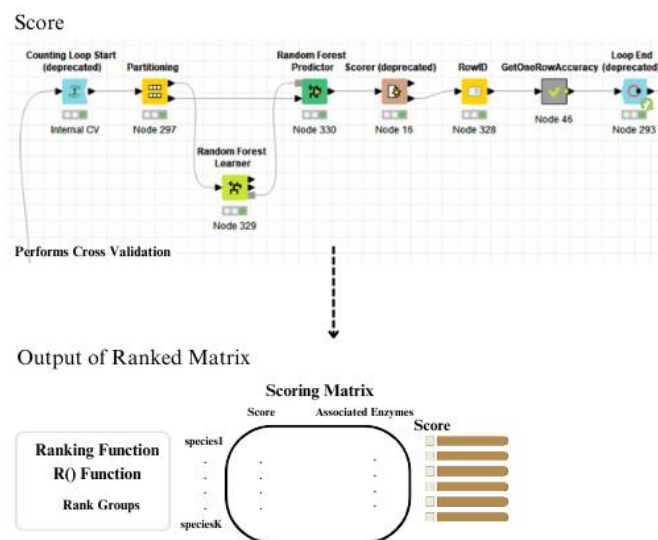 Score
Counting Loop Start
(deprecated)
Partitioning
Random Forest
Predictor
Scorer (deprecated)
RowID
GetOneRowAccuracy
Loop End
(deprecated)
Internal CV
Node 297
Node 330
Node 16
Node 328
Node 46
Node 293
Random Forest
Learner
Node 329
Performs Cross Validation
Output of Ranked Matrix
Scoring Matrix
Score
Associated Enzymes
Score
Ranking Function
R() Function
Rank Groups
species1
speciesK